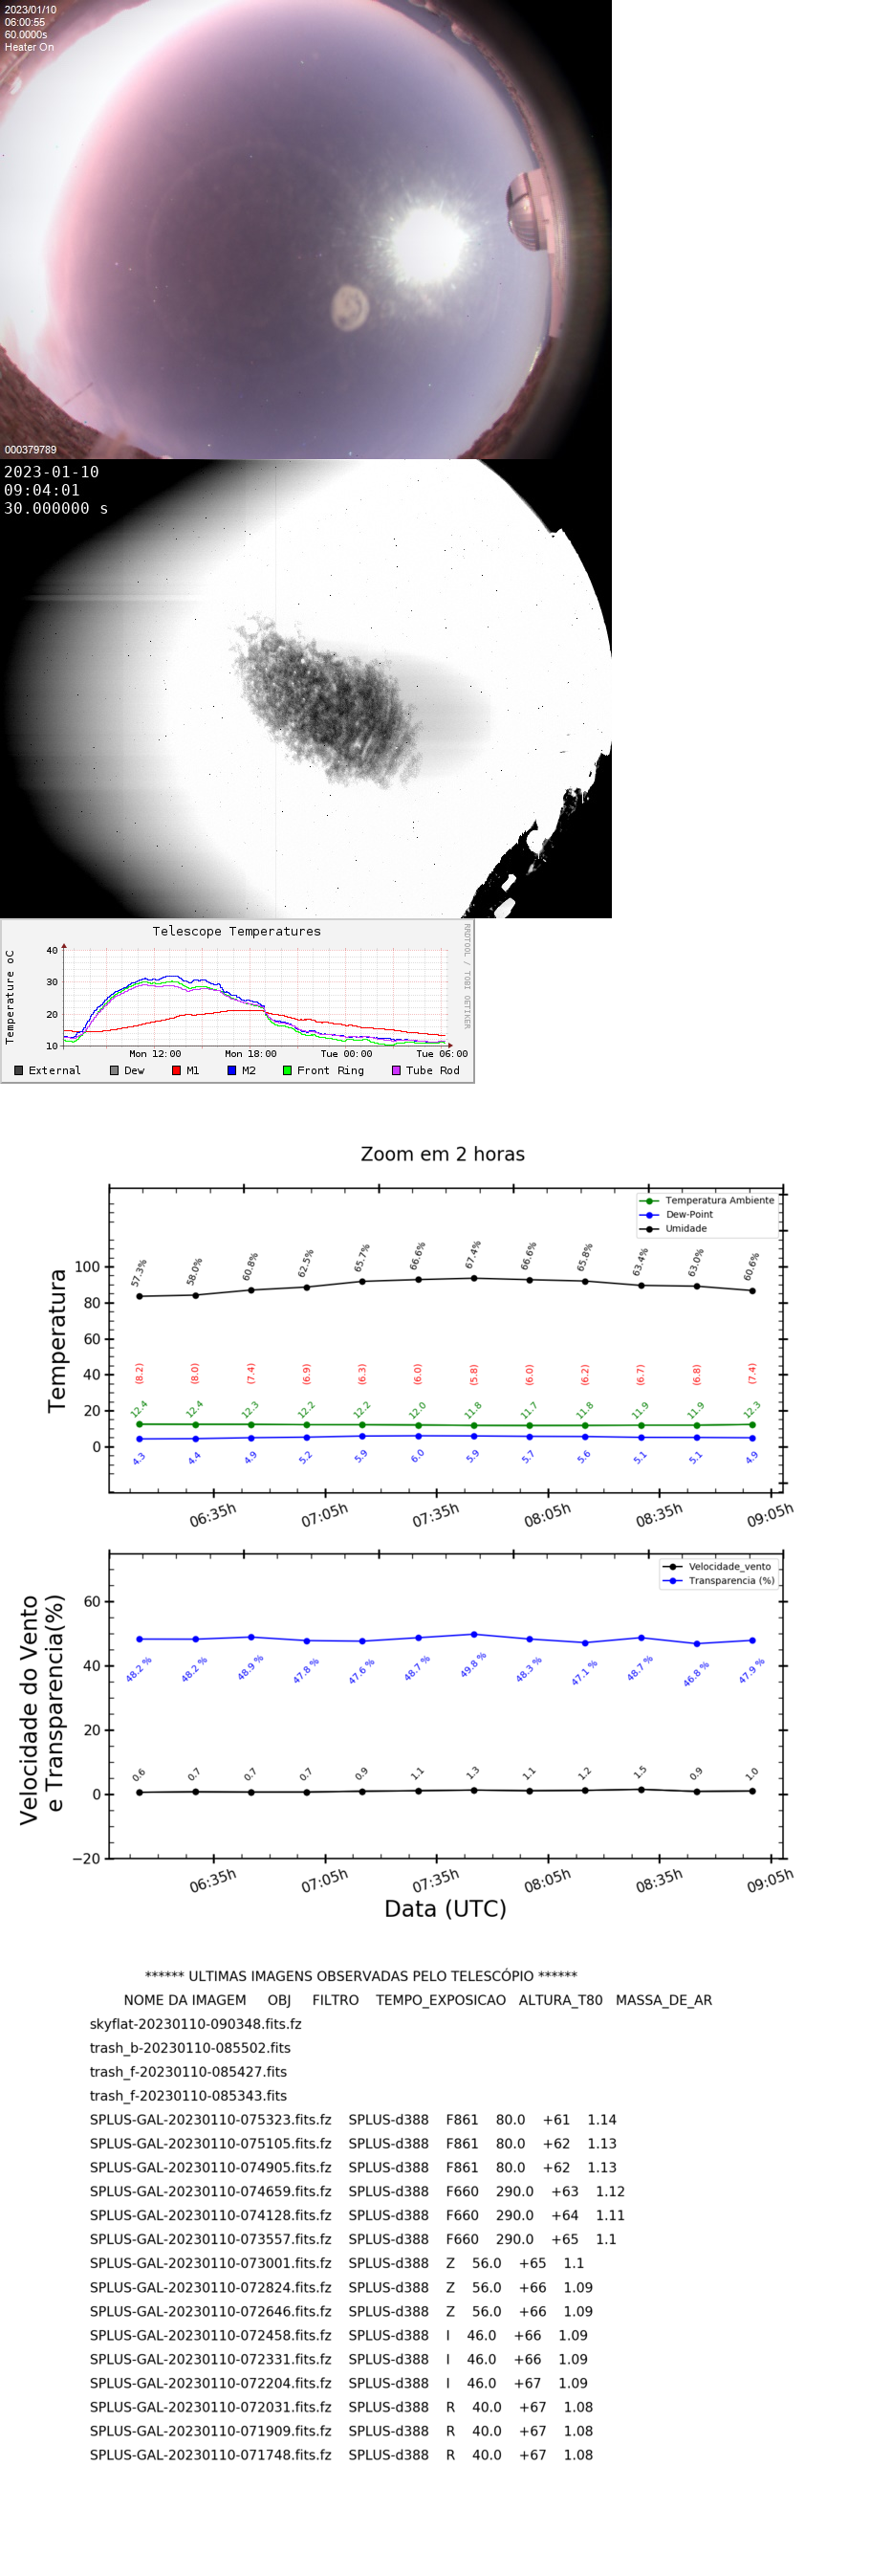 2023/01/10
06:00:55
60.0000s
Heater On
000379789
2023-01-10
09:04:01
30.000000 s
Telescope Temperatures
RRDTOOL / TOBI OETIKER
Temperature oC
40
30
20
10
Mon 12:00 Mon 18:00 Tue 00:00 Tue 06:00
External Dew M1 M2 Front Ring Tube Rod
Zoom em 2 horas
Temperatura Ambiente
Dew-Point
Umidade
Temperatura
100
80
60
40
20
0
57.3% 58.0% 60.8% 62.5% 65.7% 66.6% 67.4% 66.6% 65.8% 63.4% 63.0% 60.6%
(8.2) (8.0) (7.4) (6.9) (6.3) (6.0) (5.8) (6.0) (6.2) (6.7) (6.8) (7.4)
12.4 12.4 12.3 12.2 12.2 12.0 11.8 11.7 11.8 11.9 11.9 12.3
4.3 4.4 4.9 5.2 5.9 6.0 5.9 5.7 5.6 5.1 5.1 4.9
06:35h 07:05h 07:35h 08:05h 08:35h 09:05h
Velocidade_vento
Transparencia (%)
Velocidade do Vento
e Transparencia(%)
60
40
20
0
−20
48.2 % 48.2 % 48.9 % 47.8 % 47.6 % 48.7 % 49.8 % 48.3 % 47.1 % 48.7 % 46.8 % 47.9 %
0.6 0.7 0.7 0.7 0.9 1.1 1.3 1.1 1.2 1.5 0.9 1.0
06:35h 07:05h 07:35h 08:05h 08:35h 09:05h
Data (UTC)
****** ULTIMAS IMAGENS OBSERVADAS PELO TELESCÓPIO ******
NOME DA IMAGEM OBJ FILTRO TEMPO_EXPOSICAO ALTURA_T80 MASSA_DE_AR
skyflat-20230110-090348.fits.fz
trash_b-20230110-085502.fits
trash_f-20230110-085427.fits
trash_f-20230110-085343.fits
SPLUS-GAL-20230110-075323.fits.fz SPLUS-d388 F861 80.0 +61 1.14
SPLUS-GAL-20230110-075105.fits.fz SPLUS-d388 F861 80.0 +62 1.13
SPLUS-GAL-20230110-074905.fits.fz SPLUS-d388 F861 80.0 +62 1.13
SPLUS-GAL-20230110-074659.fits.fz SPLUS-d388 F660 290.0 +63 1.12
SPLUS-GAL-20230110-074128.fits.fz SPLUS-d388 F660 290.0 +64 1.11
SPLUS-GAL-20230110-073557.fits.fz SPLUS-d388 F660 290.0 +65 1.1
SPLUS-GAL-20230110-073001.fits.fz SPLUS-d388 Z 56.0 +65 1.1
SPLUS-GAL-20230110-072824.fits.fz SPLUS-d388 Z 56.0 +66 1.09
SPLUS-GAL-20230110-072646.fits.fz SPLUS-d388 Z 56.0 +66 1.09
SPLUS-GAL-20230110-072458.fits.fz SPLUS-d388 I 46.0 +66 1.09
SPLUS-GAL-20230110-072331.fits.fz SPLUS-d388 I 46.0 +66 1.09
SPLUS-GAL-20230110-072204.fits.fz SPLUS-d388 I 46.0 +67 1.09
SPLUS-GAL-20230110-072031.fits.fz SPLUS-d388 R 40.0 +67 1.08
SPLUS-GAL-20230110-071909.fits.fz SPLUS-d388 R 40.0 +67 1.08
SPLUS-GAL-20230110-071748.fits.fz SPLUS-d388 R 40.0 +67 1.08